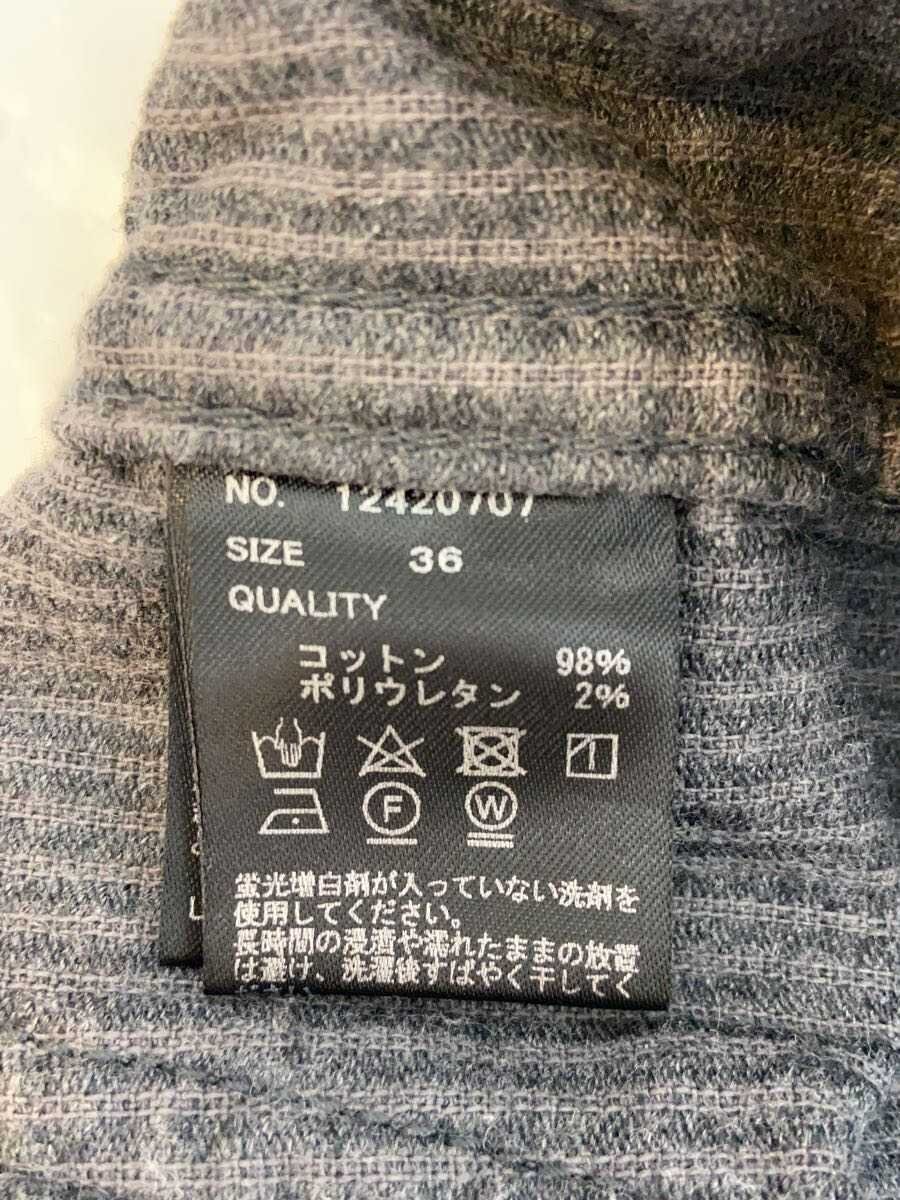 NO. 12420707
SIZE 36
QUALITY
コットン 98%
ポリウレタン 2%
F
W
蛍光増白剤が入っていない洗剤を
使用してください。
長時間の浸漬や濡れたままの放置
は避け、洗濯後すばやく干してく